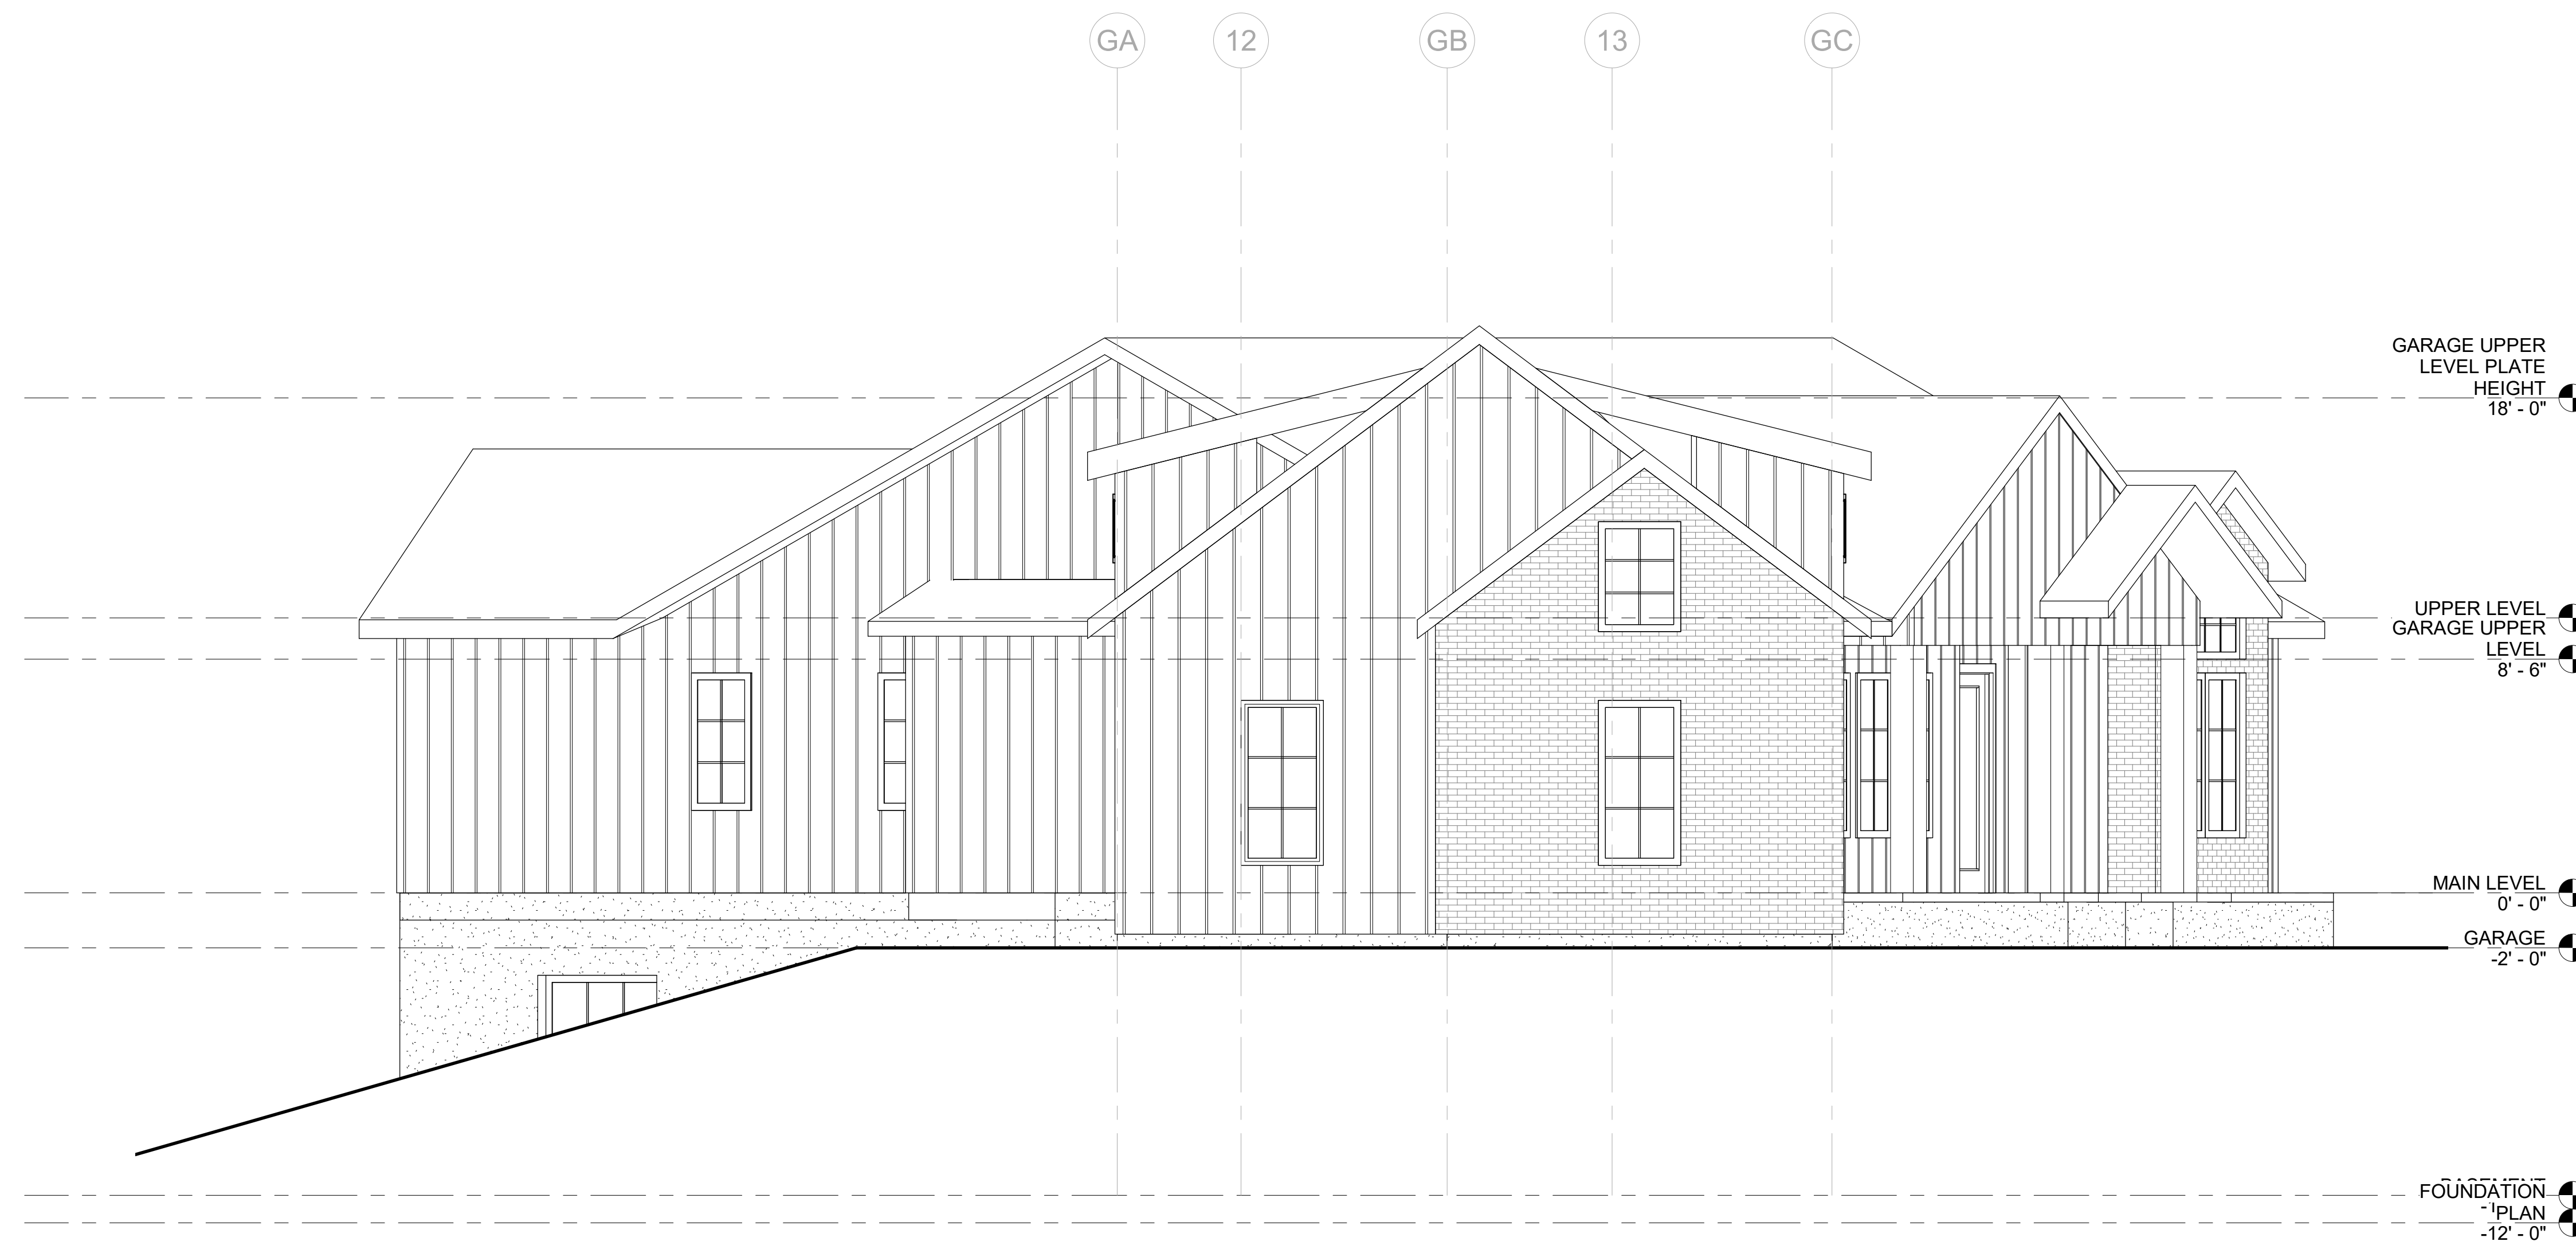 GA 12 GB 13 GC
GARAGE UPPER
LEVEL PLATE
HEIGHT
18' - 0"
UPPER LEVEL
GARAGE UPPER
LEVEL
8' - 6"
MAIN LEVEL
0' - 0"
GARAGE
-2' - 0"
FOUNDATION
PLAN
-12' - 0"